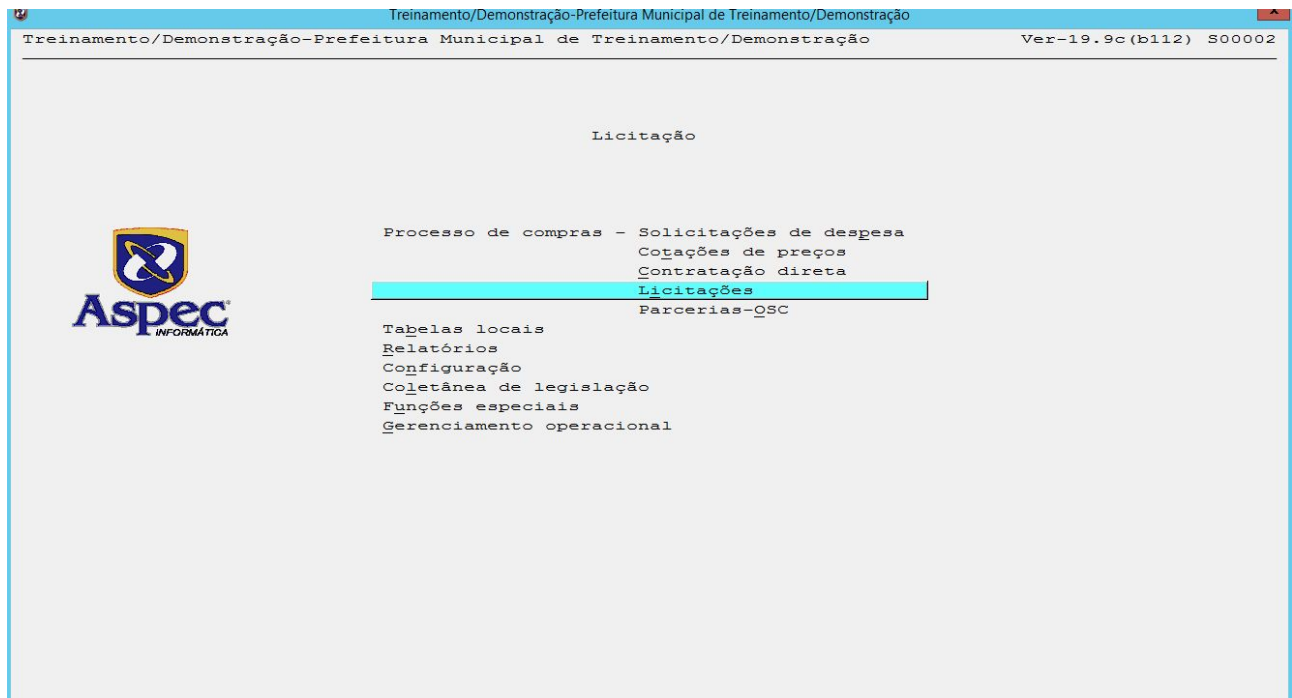 Treinamento/Demonstração-Prefeitura Municipal de Treinamento/Demonstração x
Treinamento/Demonstração-Prefeitura Municipal de Treinamento/Demonstração Ver-19.9c(b112) S00002
Licitação
Processo de compras - Solicitações de despesa
Cotações de preços
Contratação direta
Licitações
Parcerias-OSC
Tabelas locais
Relatórios
Configuração
Coletânea de legislação
Funções especiais
Gerenciamento operacional
Aspec
INFORMÁTICA